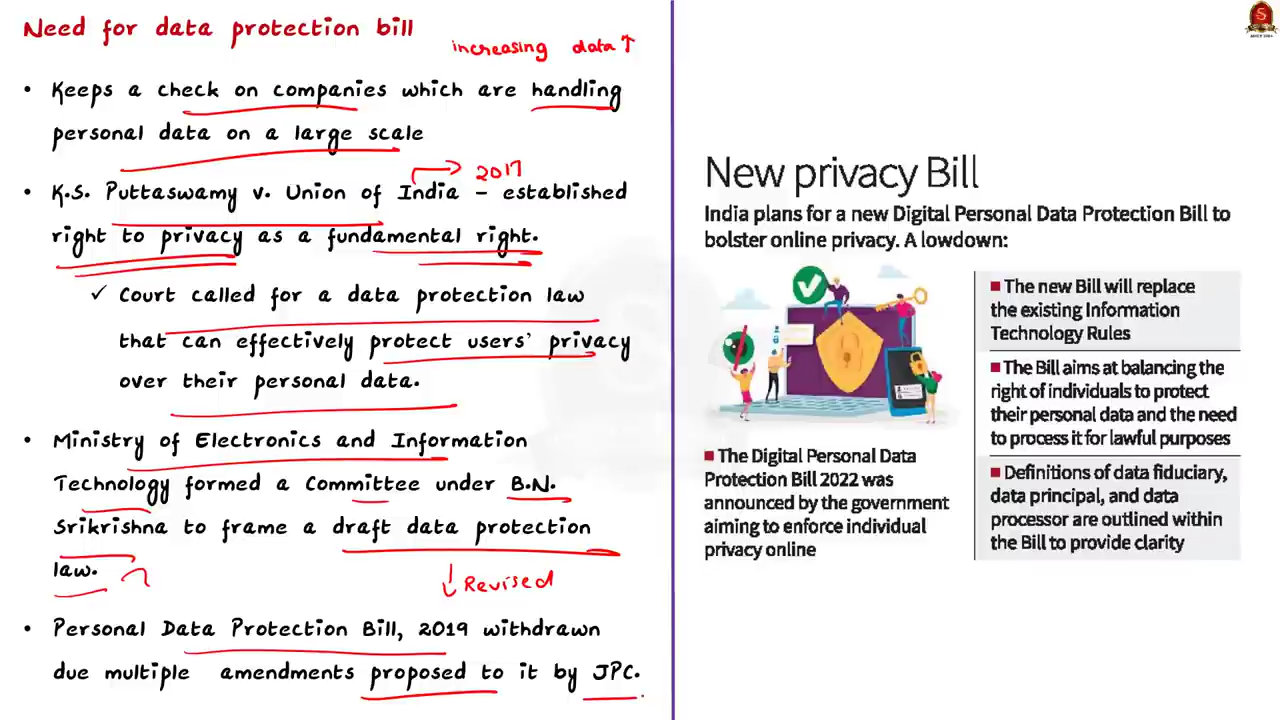 Need for data protection bill
increasing data ↑
• Keeps a check on companies which are handling
personal data on a large scale
2017
• K.S. Puttaswamy v. Union of India - established
right to privacy as a fundamental right.
✓ Court called for a data protection law
that can effectively protect users' privacy
over their personal data.
• Ministry of Electronics and Information
Technology formed a Committee under B.N.
Srikrishna to frame a draft data protection
law.
Revised
• Personal Data Protection Bill, 2019 withdrawn
due multiple amendments proposed to it by JPC.
New privacy Bill
India plans for a new Digital Personal Data Protection Bill to
bolster online privacy. A lowdown:
■ The Digital Personal Data
Protection Bill 2022 was
announced by the government
aiming to enforce individual
privacy online
■ The new Bill will replace
the existing Information
Technology Rules
■ The Bill aims at balancing the
right of individuals to protect
their personal data and the need
to process it for lawful purposes
■ Definitions of data fiduciary,
data principal, and data
processor are outlined within
the Bill to provide clarity